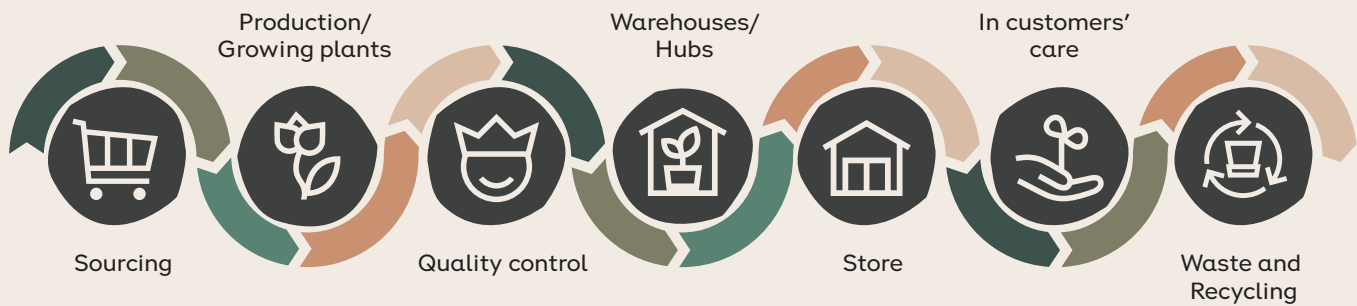 Production/
Growing plants
Warehouses/
Hubs
In customers’
care
Sourcing
Quality control
Store
Waste and
Recycling